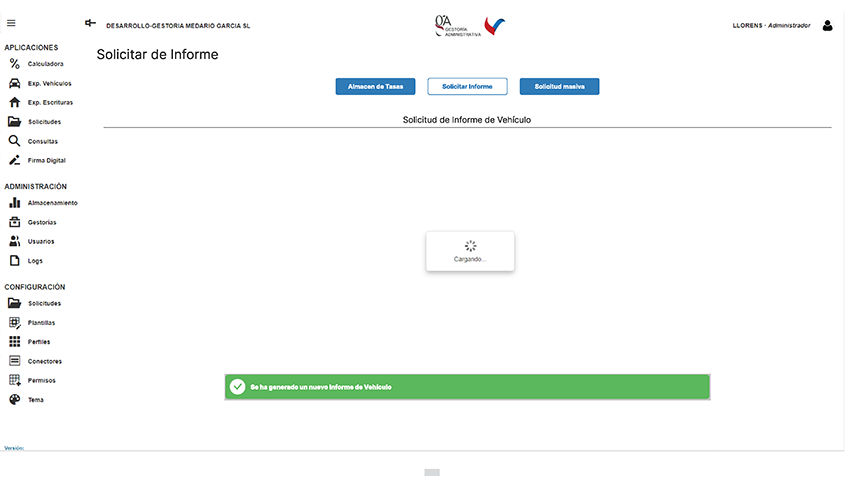 DESARROLLO-GESTORIA MEDARIO GARCIA SL
GA
GESTORÍA
ADMINISTRATIVA
LLORENS - Administrador
APLICACIONES
Calculadora
Exp. Vehículos
Exp. Escrituras
Solicitudes
Consultas
Firma Digital
ADMINISTRACIÓN
Almacenamiento
Gestorías
Usuarios
Logs
CONFIGURACIÓN
Solicitudes
Plantillas
Perfiles
Conectores
Permisos
Tema
Versión:
Solicitar de Informe
Almacen de Tasas
Solicitar Informe
Solicitud masiva
Solicitud de Informe de Vehículo
Cargando...
Se ha generado un nuevo Informe de Vehículo